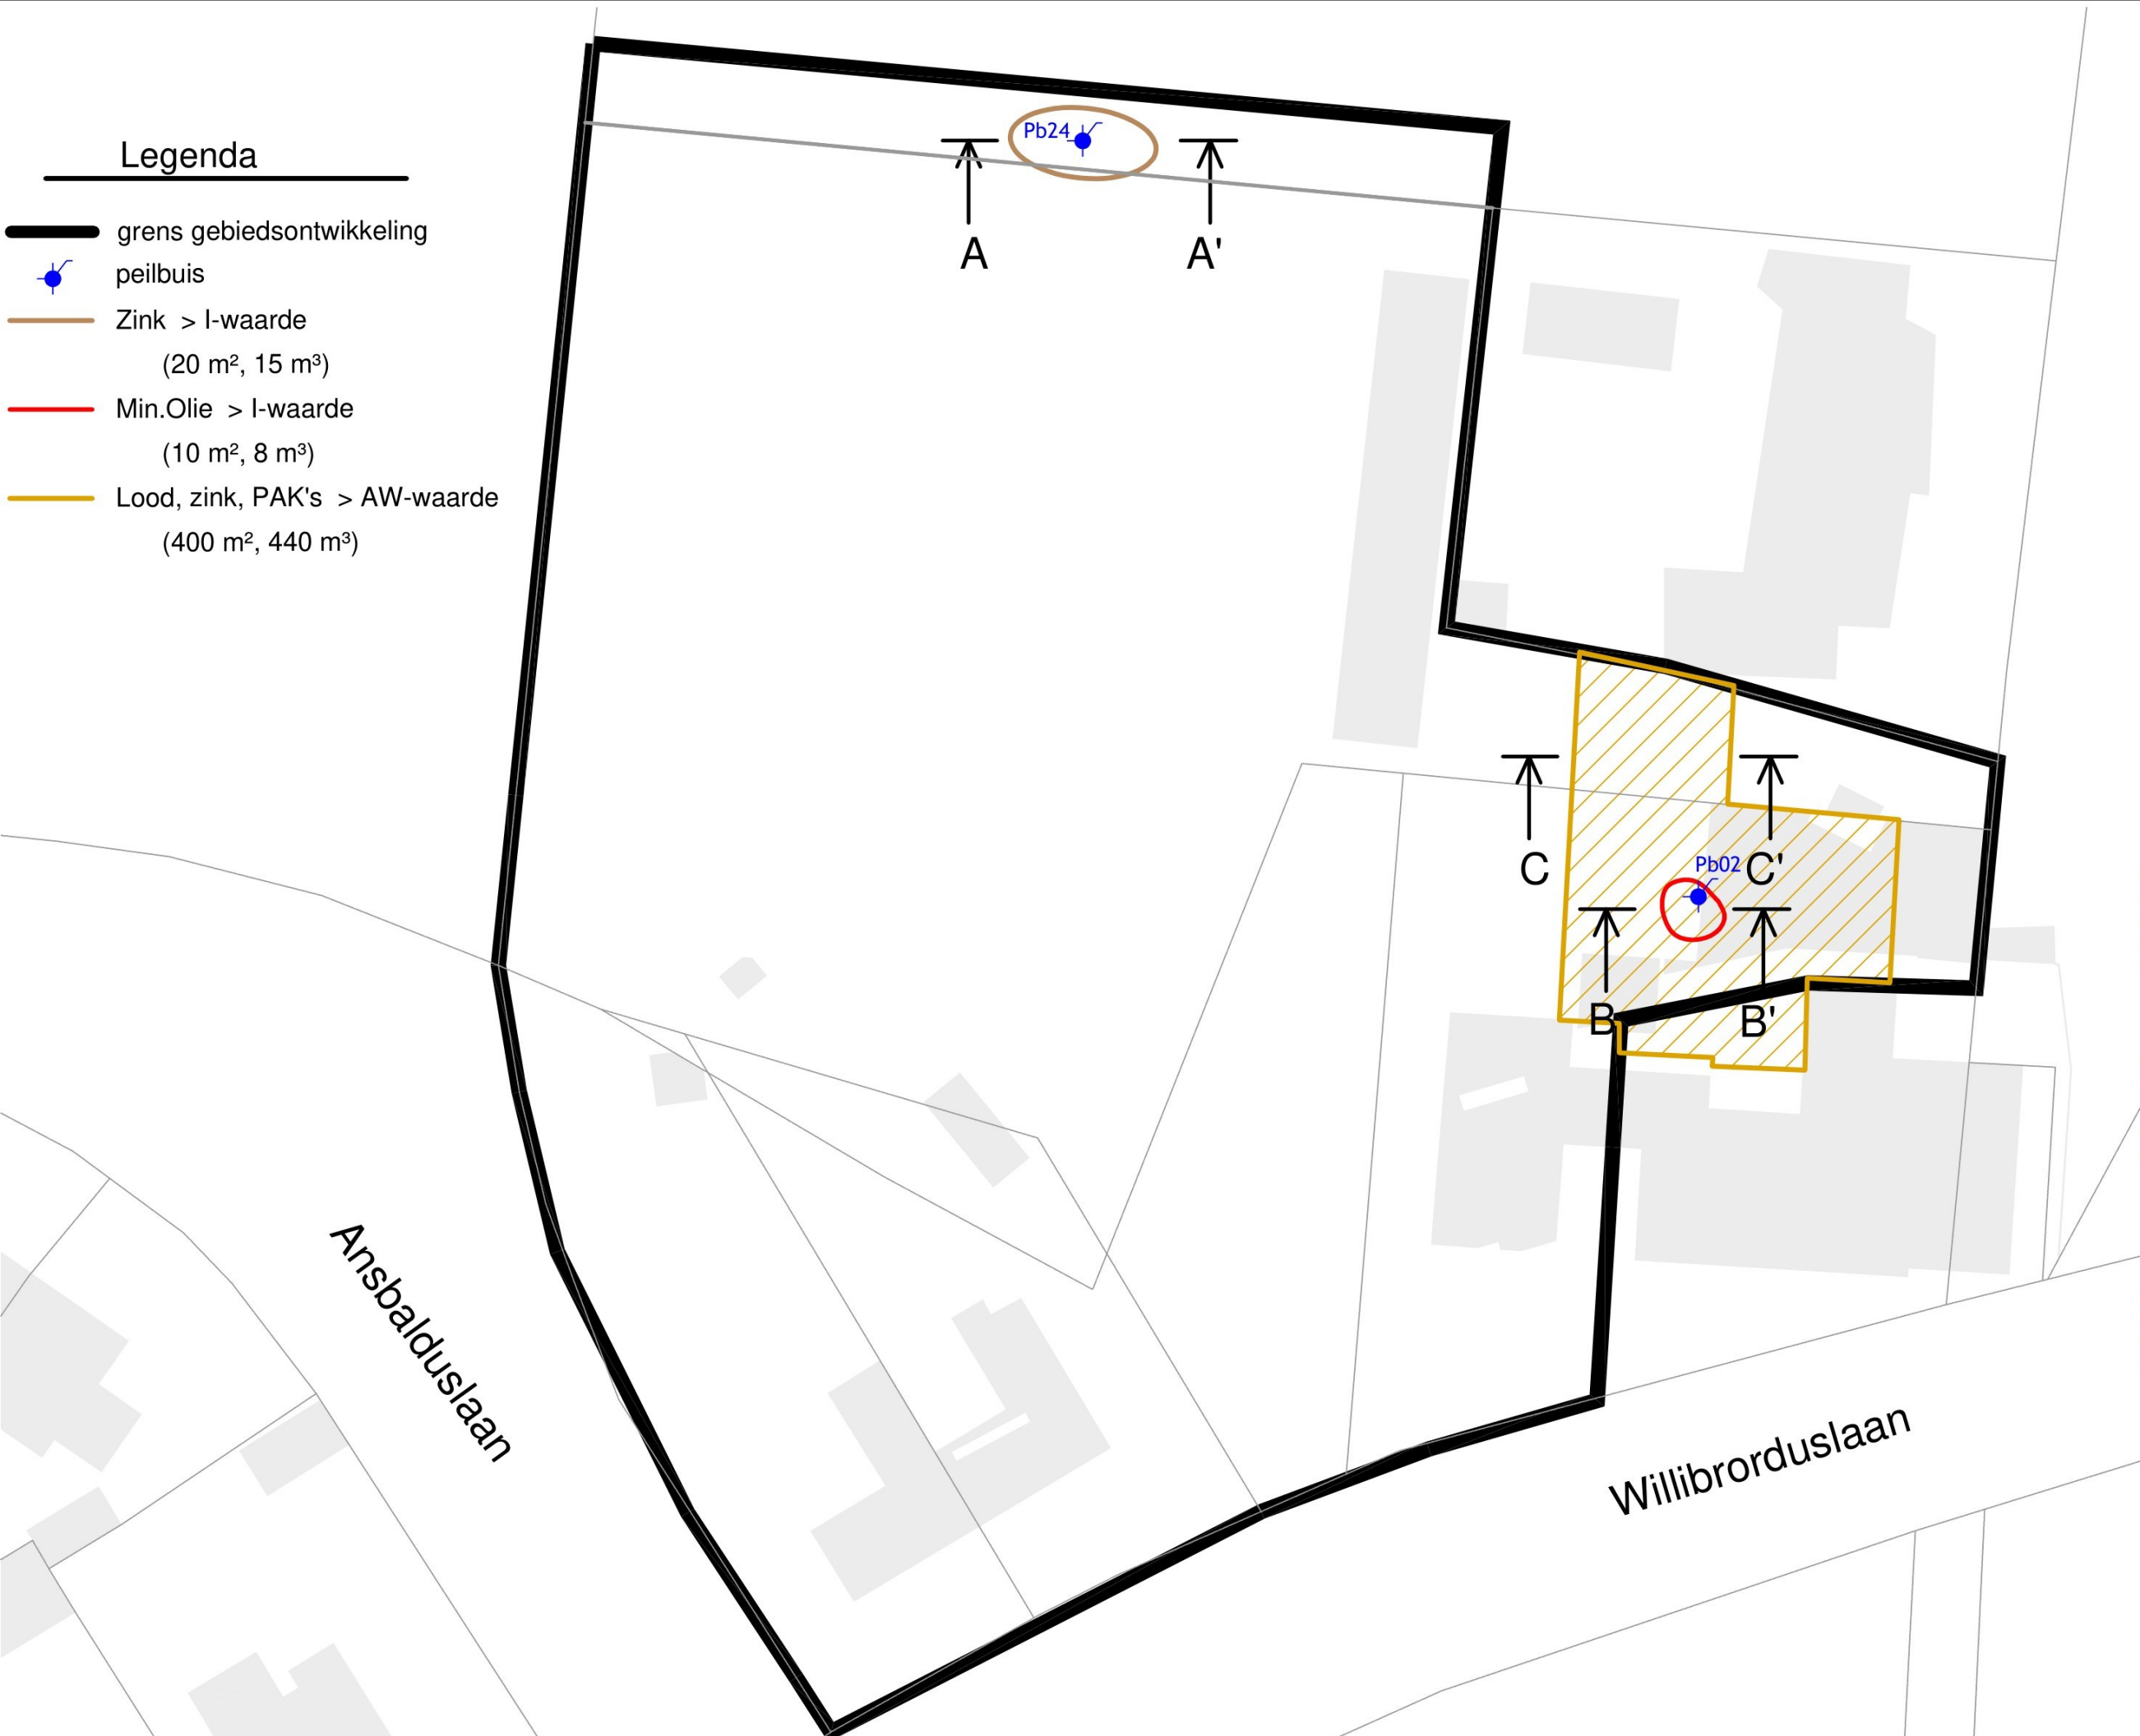 Legenda
grens gebiedsontwikkeling
peilbuis
Zink > I-waarde
(20 m², 15 m³)
Min.Olie > I-waarde
(10 m², 8 m³)
Lood, zink, PAK's > AW-waarde
(400 m², 440 m³)
Pb24
A
A'
C
C'
Pb02
B
B'
Ansbalduslaan
Willibrorduslaan